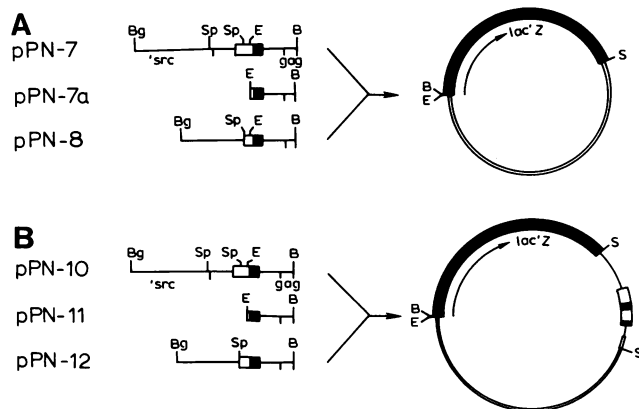 A
Bg Sp Sp E B
pPN-7
'src gag
E B
pPN-7a
Bg Sp E B
pPN-8
lac'Z
S
B
E
B
Bg Sp Sp E B
pPN-10
'src gag
E B
pPN-11
Bg Sp B
pPN-12
lac'Z
S
B
E
S